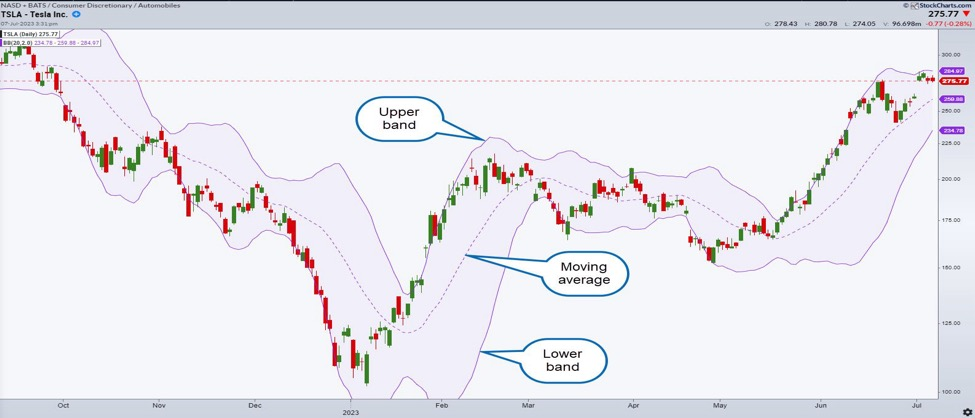 NASD + BATS / Consumer Discretionary / Automobiles
© StockCharts.com
TSLA - Tesla Inc.
275.77
07-Jul-2023 3:31pm
O: 278.43 H: 280.78 L: 274.05 V: 96.698m -0.77 (-0.28%)
TSLA (Daily) 275.77
BB(20,2.0) 234.78 - 259.88 - 284.97
300.00
284.97
275.77
259.88
250.00
234.78
225.00
200.00
175.00
150.00
125.00
100.00
Upper
band
Moving
average
Lower
band
Oct Nov Dec 2023 Feb Mar Apr May Jun Jul